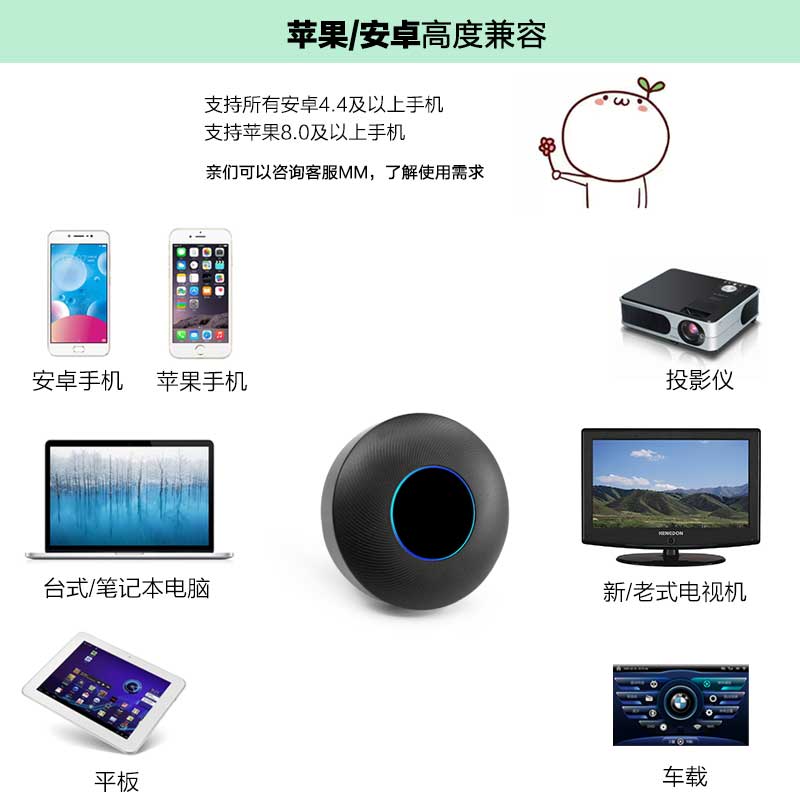 苹果/安卓高度兼容
支持所有安卓4.4及以上手机
支持苹果8.0及以上手机
亲们可以咨询客服MM，了解使用需求
安卓手机
苹果手机
投影仪
HENGDON
台式/笔记本电脑
新/老式电视机
平板
车载